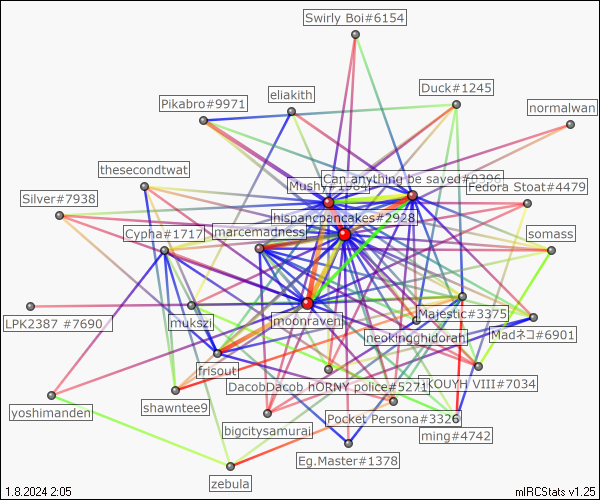 Swirly Boi#6154
eliakith
Duck#1245
Pikabro#9971
normalwan
thesecondtwat
Can anything be saved
Mushy#1984
Fedora Stoat#4479
Silver#7938
hispanpancakes#2928
Cypha#1717
marcemadness
somass
moonraven
Majestic#3375
LPK2387 #7690
mukszi
neokingghidorah
Madネコ#6901
frisout
DacobDacob hORNY police#5271
KOUYH VIII#7034
yoshimanden
shawntee9
Pocket Persona#3326
bigcitysamurai
ming#4742
Eg.Master#1378
zebula
1.8.2024 2:05
mIRCStats v1.25